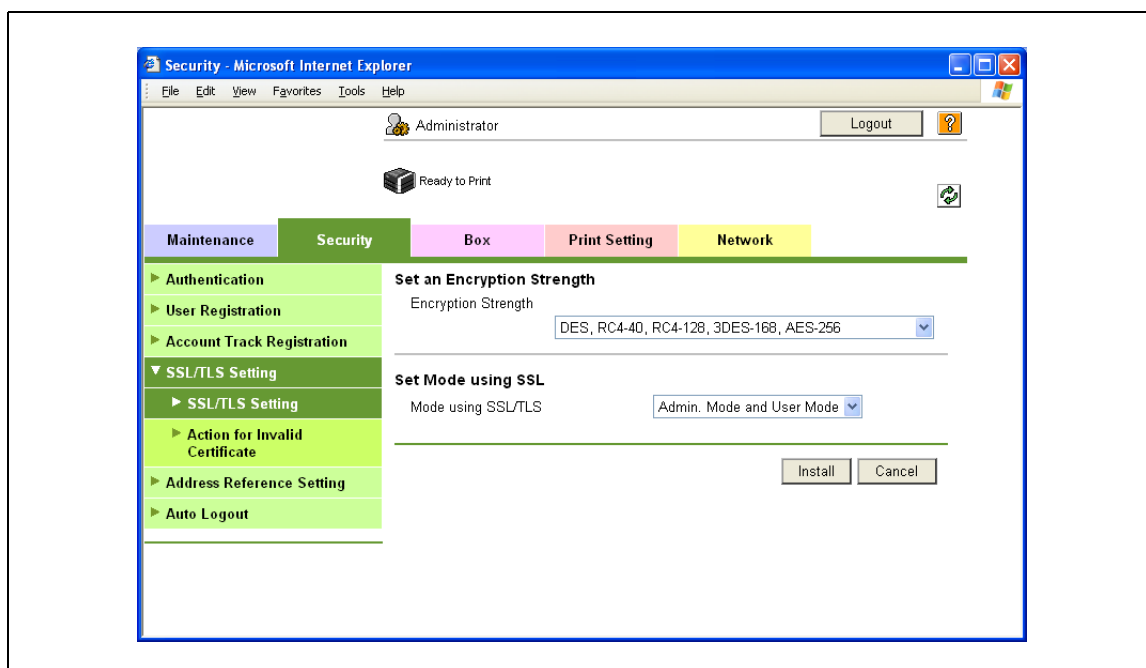 Security - Microsoft Internet Explorer
File Edit View Favorites Tools Help
Administrator
Logout
?
Ready to Print
Maintenance Security Box Print Setting Network
Authentication
User Registration
Account Track Registration
SSL/TLS Setting
SSL/TLS Setting
Action for Invalid
Certificate
Address Reference Setting
Auto Logout
Set an Encryption Strength
Encryption Strength
DES, RC4-40, RC4-128, 3DES-168, AES-256
Set Mode using SSL
Mode using SSL/TLS
Admin. Mode and User Mode
Install Cancel